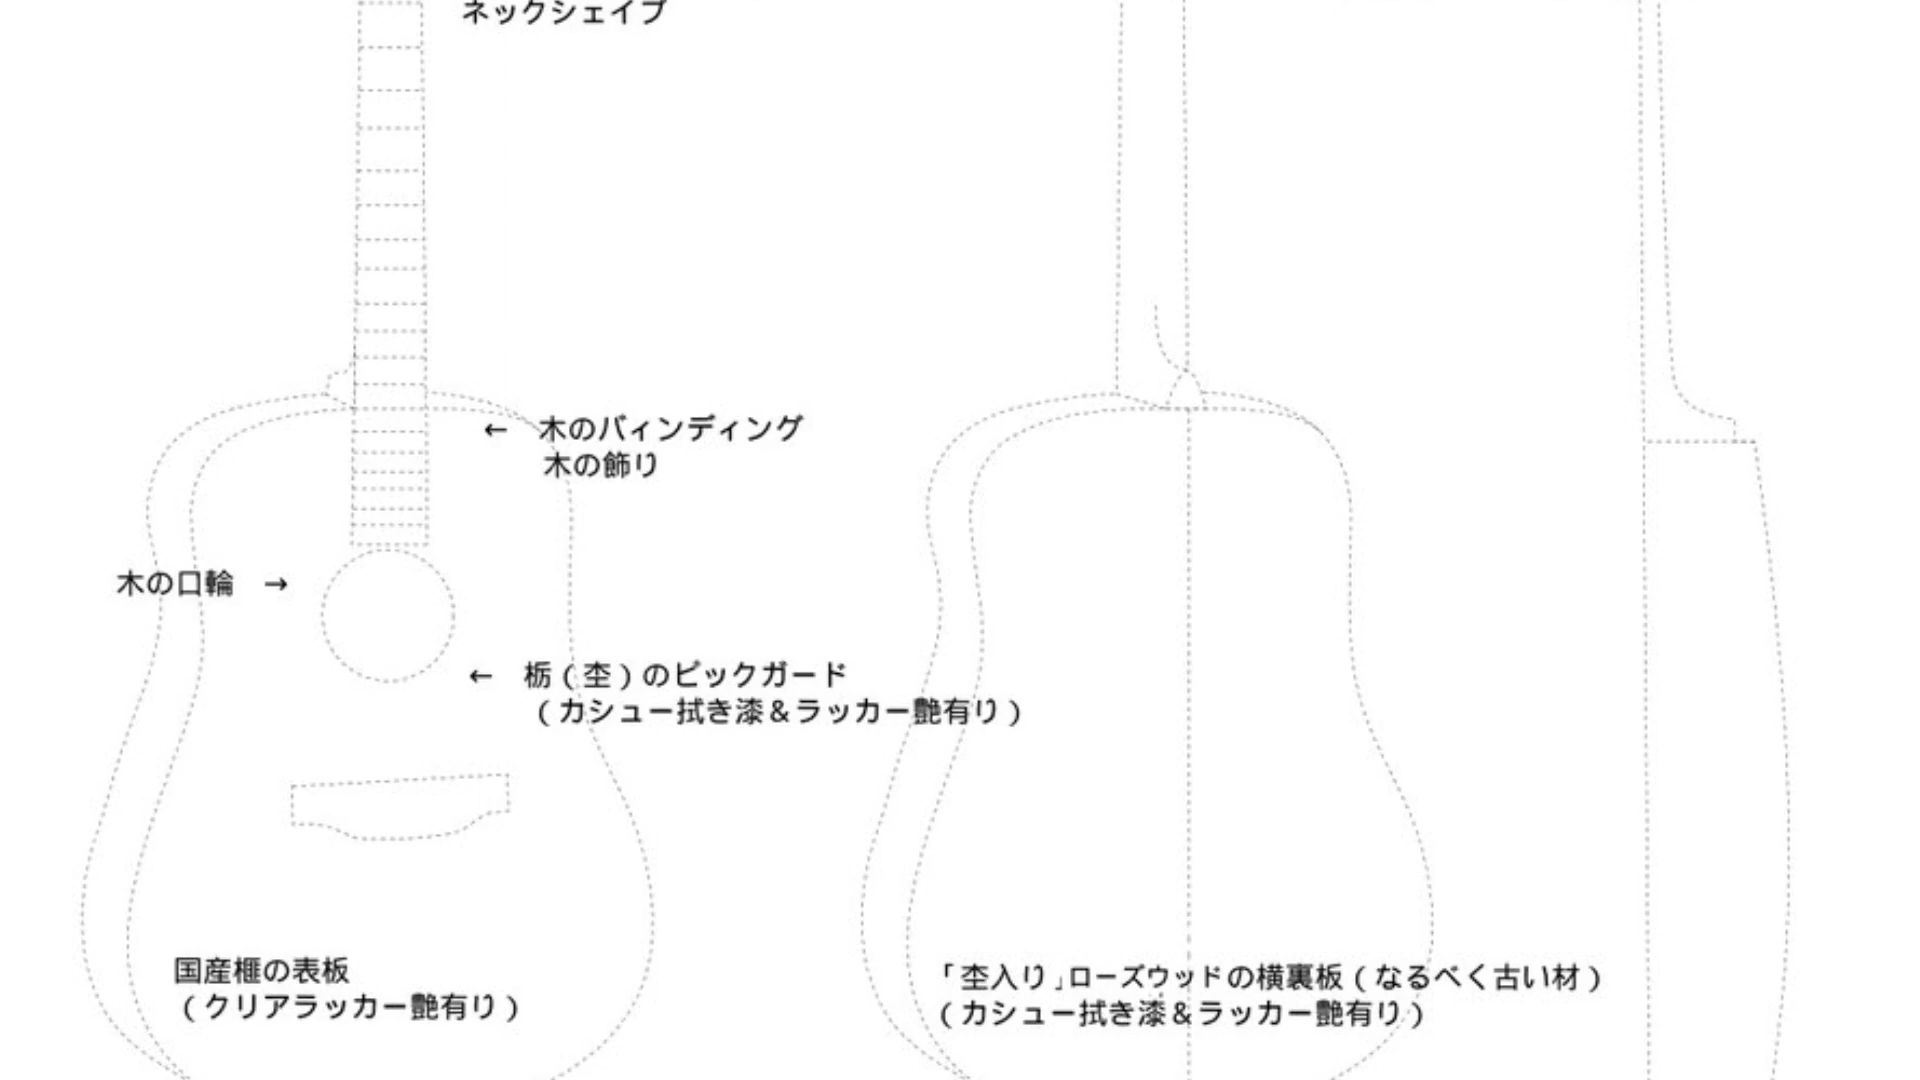 ネックシェイプ
← 木のバィンディング
木の飾り
木の口輪 →
← 栃(杢)のピックガード
(カシュー拭き漆&ラッカー艶有り)
国産榧の表板
(クリアラッカー艶有り)
「杢入り」ローズウッドの横裏板(なるべく古い材)
(カシュー拭き漆&ラッカー艶有り)